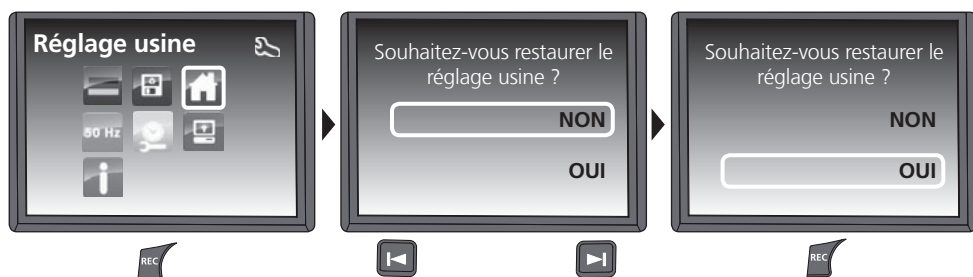 Réglage usine
50 Hz
i
Souhaitez-vous restaurer le
réglage usine ?
NON
OUI
Souhaitez-vous restaurer le
réglage usine ?
NON
OUI
REC
REC